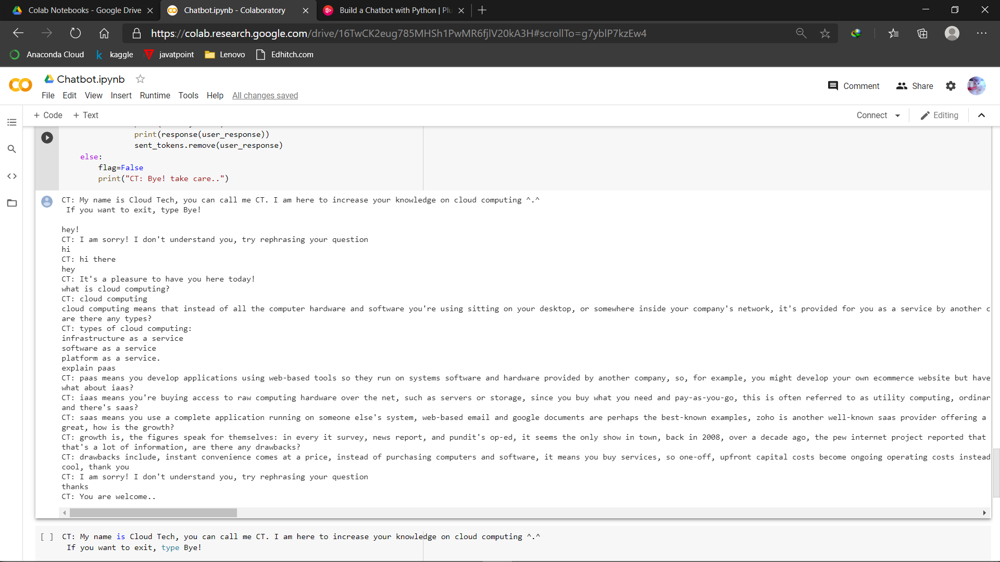 Colab Notebooks - Google Drive
Chatbot.ipynb - Colaboratory
Build a Chatbot with Python | Plu
https://colab.research.google.com/drive/16TwCK2eug785MHSh1PwMR6fjlV20kA3H#scrollTo=g7yblP7kzEw4
Anaconda Cloud
k kaggle
javatpoint
Lenovo
Edhitch.com
Chatbot.ipynb
Comment
Share
File Edit View Insert Runtime Tools Help All changes saved
+ Code + Text
Connect
Editing
print(response(user_response))
sent_tokens.remove(user_response)
else:
flag=False
print("CT: Bye! take care..")
CT: My name is Cloud Tech, you can call me CT. I am here to increase your knowledge on cloud computing ^.^
If you want to exit, type Bye!
hey!
CT: I am sorry! I don't understand you, try rephrasing your question
hi
CT: hi there
hey
CT: It's a pleasure to have you here today!
what is cloud computing?
CT: cloud computing
cloud computing means that instead of all the computer hardware and software you're using sitting on your desktop, or somewhere inside your company's network, it's provided for you as a service by another c
are there any types?
CT: types of cloud computing:
infrastructure as a service
software as a service
platform as a service.
explain paas
CT: paas means you develop applications using web-based tools so they run on systems software and hardware provided by another company, so, for example, you might develop your own ecommerce website but have
what about iaas?
CT: iaas means you're buying access to raw computing hardware over the net, such as servers or storage, since you buy what you need and pay-as-you-go, this is often referred to as utility computing, ordinar
and there's saas?
CT: saas means you use a complete application running on someone else's system, web-based email and google documents are perhaps the best-known examples, zoho is another well-known saas provider offering a
great, how is the growth?
CT: growth is, the figures speak for themselves: in every it survey, news report, and pundit's op-ed, it seems the only show in town, back in 2008, over a decade ago, the pew internet project reported that
that's a lot of information, are there any drawbacks?
CT: drawbacks include, instant convenience comes at a price, instead of purchasing computers and software, it means you buy services, so one-off, upfront capital costs become ongoing operating costs instead
cool, thank you
CT: I am sorry! I don't understand you, try rephrasing your question
thanks
CT: You are welcome..
[ ] CT: My name is Cloud Tech, you can call me CT. I am here to increase your knowledge on cloud computing ^.^
If you want to exit, type Bye!